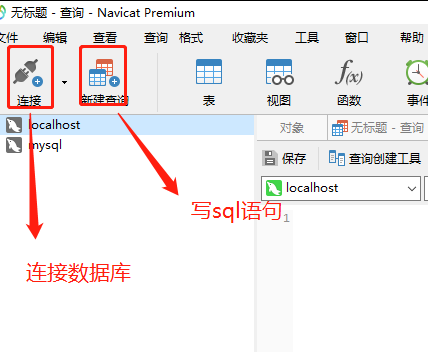 无标题 - 查询 - Navicat Premium
文件 编辑 查看 查询 格式 收藏夹 工具 窗口 帮助
连接 新建查询 表 视图 f(x) 函数 事件
localhost
mysql
对象 无标题 - 查询
保存 查询创建工具
localhost
1
写sql语句
连接数据库